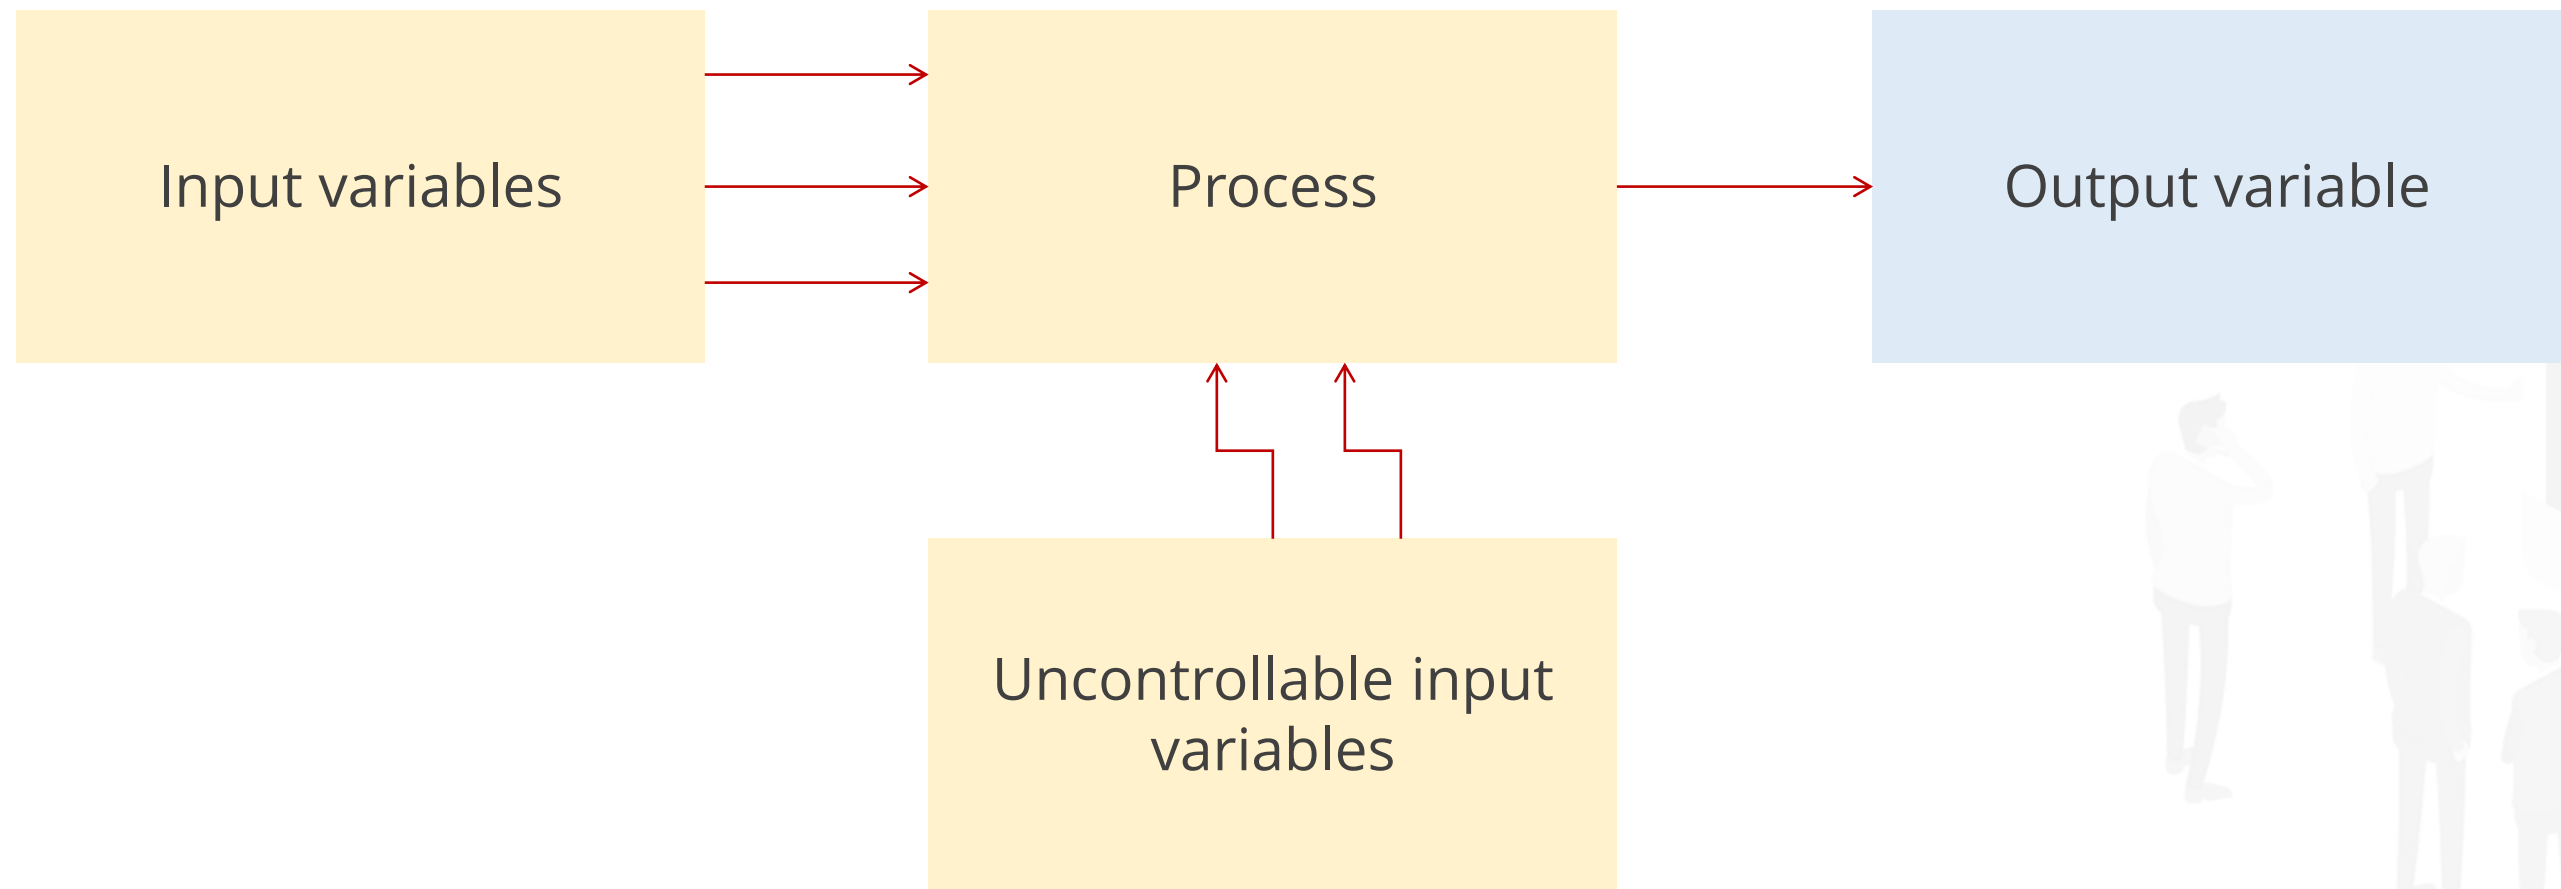 Input variables
Process
Output variable
Uncontrollable input
variables